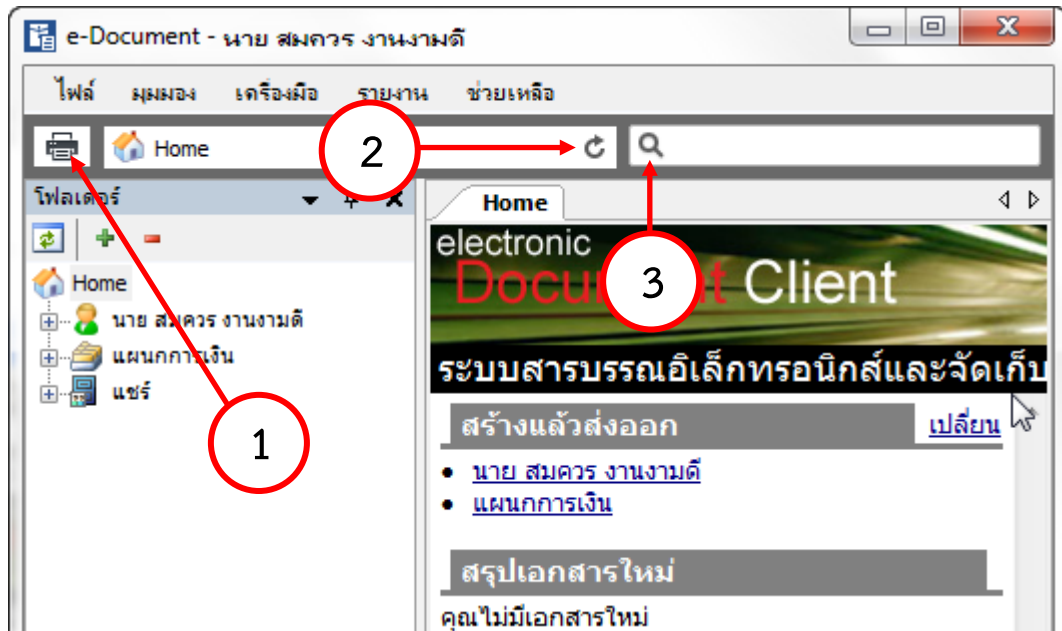 e-Document - นาย สมควร งานงามดี
ไฟล์ มุมมอง เครื่องมือ รายงาน ช่วยเหลือ
Home
2
โฟลเดอร์
Home
electronic
Client
3
Home
นาย สมควร งานงามดี
แผนกการเงิน
แชร์
1
ระบบสารบรรณอิเล็กทรอนิกส์และจัดเก็บ
สร้างแล้วส่งออก เปลี่ยน
นาย สมควร งานงามดี
แผนกการเงิน
สรุปเอกสารใหม่
คุณไม่มีเอกสารใหม่